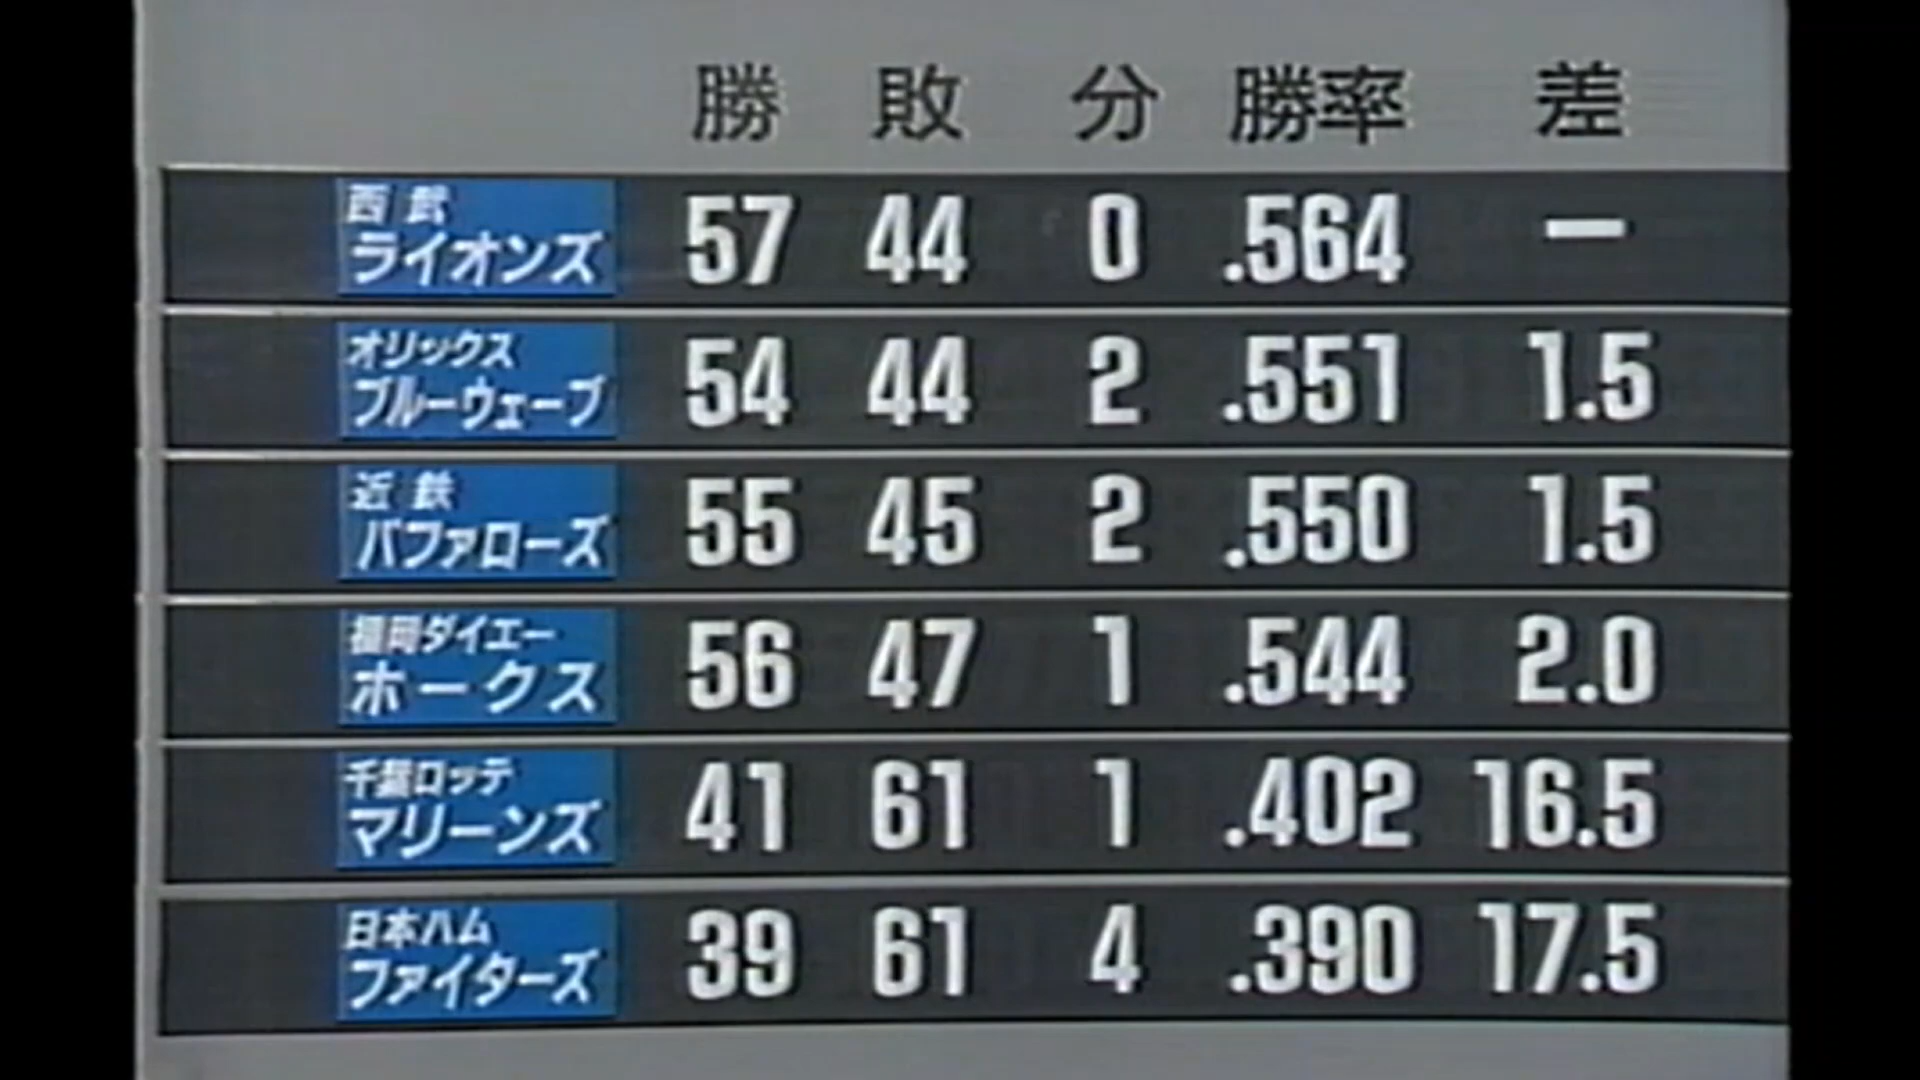 勝 敗 分 勝率 差
西武
ライオンズ 57 44 0 .564 ー
オリックス
ブルーウェーブ 54 44 2 .551 1.5
近鉄
バファローズ 55 45 2 .550 1.5
福岡ダイエー
ホークス 56 47 1 .544 2.0
千葉ロッテ
マリーンズ 41 61 1 .402 16.5
日本ハム
ファイターズ 39 61 4 .390 17.5